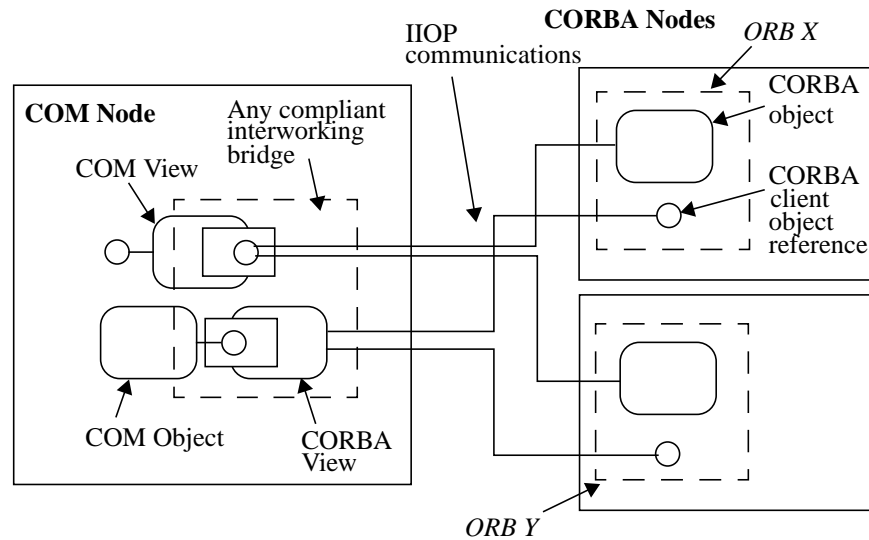 CORBA Nodes
ORB X
IIOP
communications
CORBA
object
COM Node
Any compliant
interworking
bridge
COM View
CORBA
client
object
reference
COM Object
CORBA
View
ORB Y